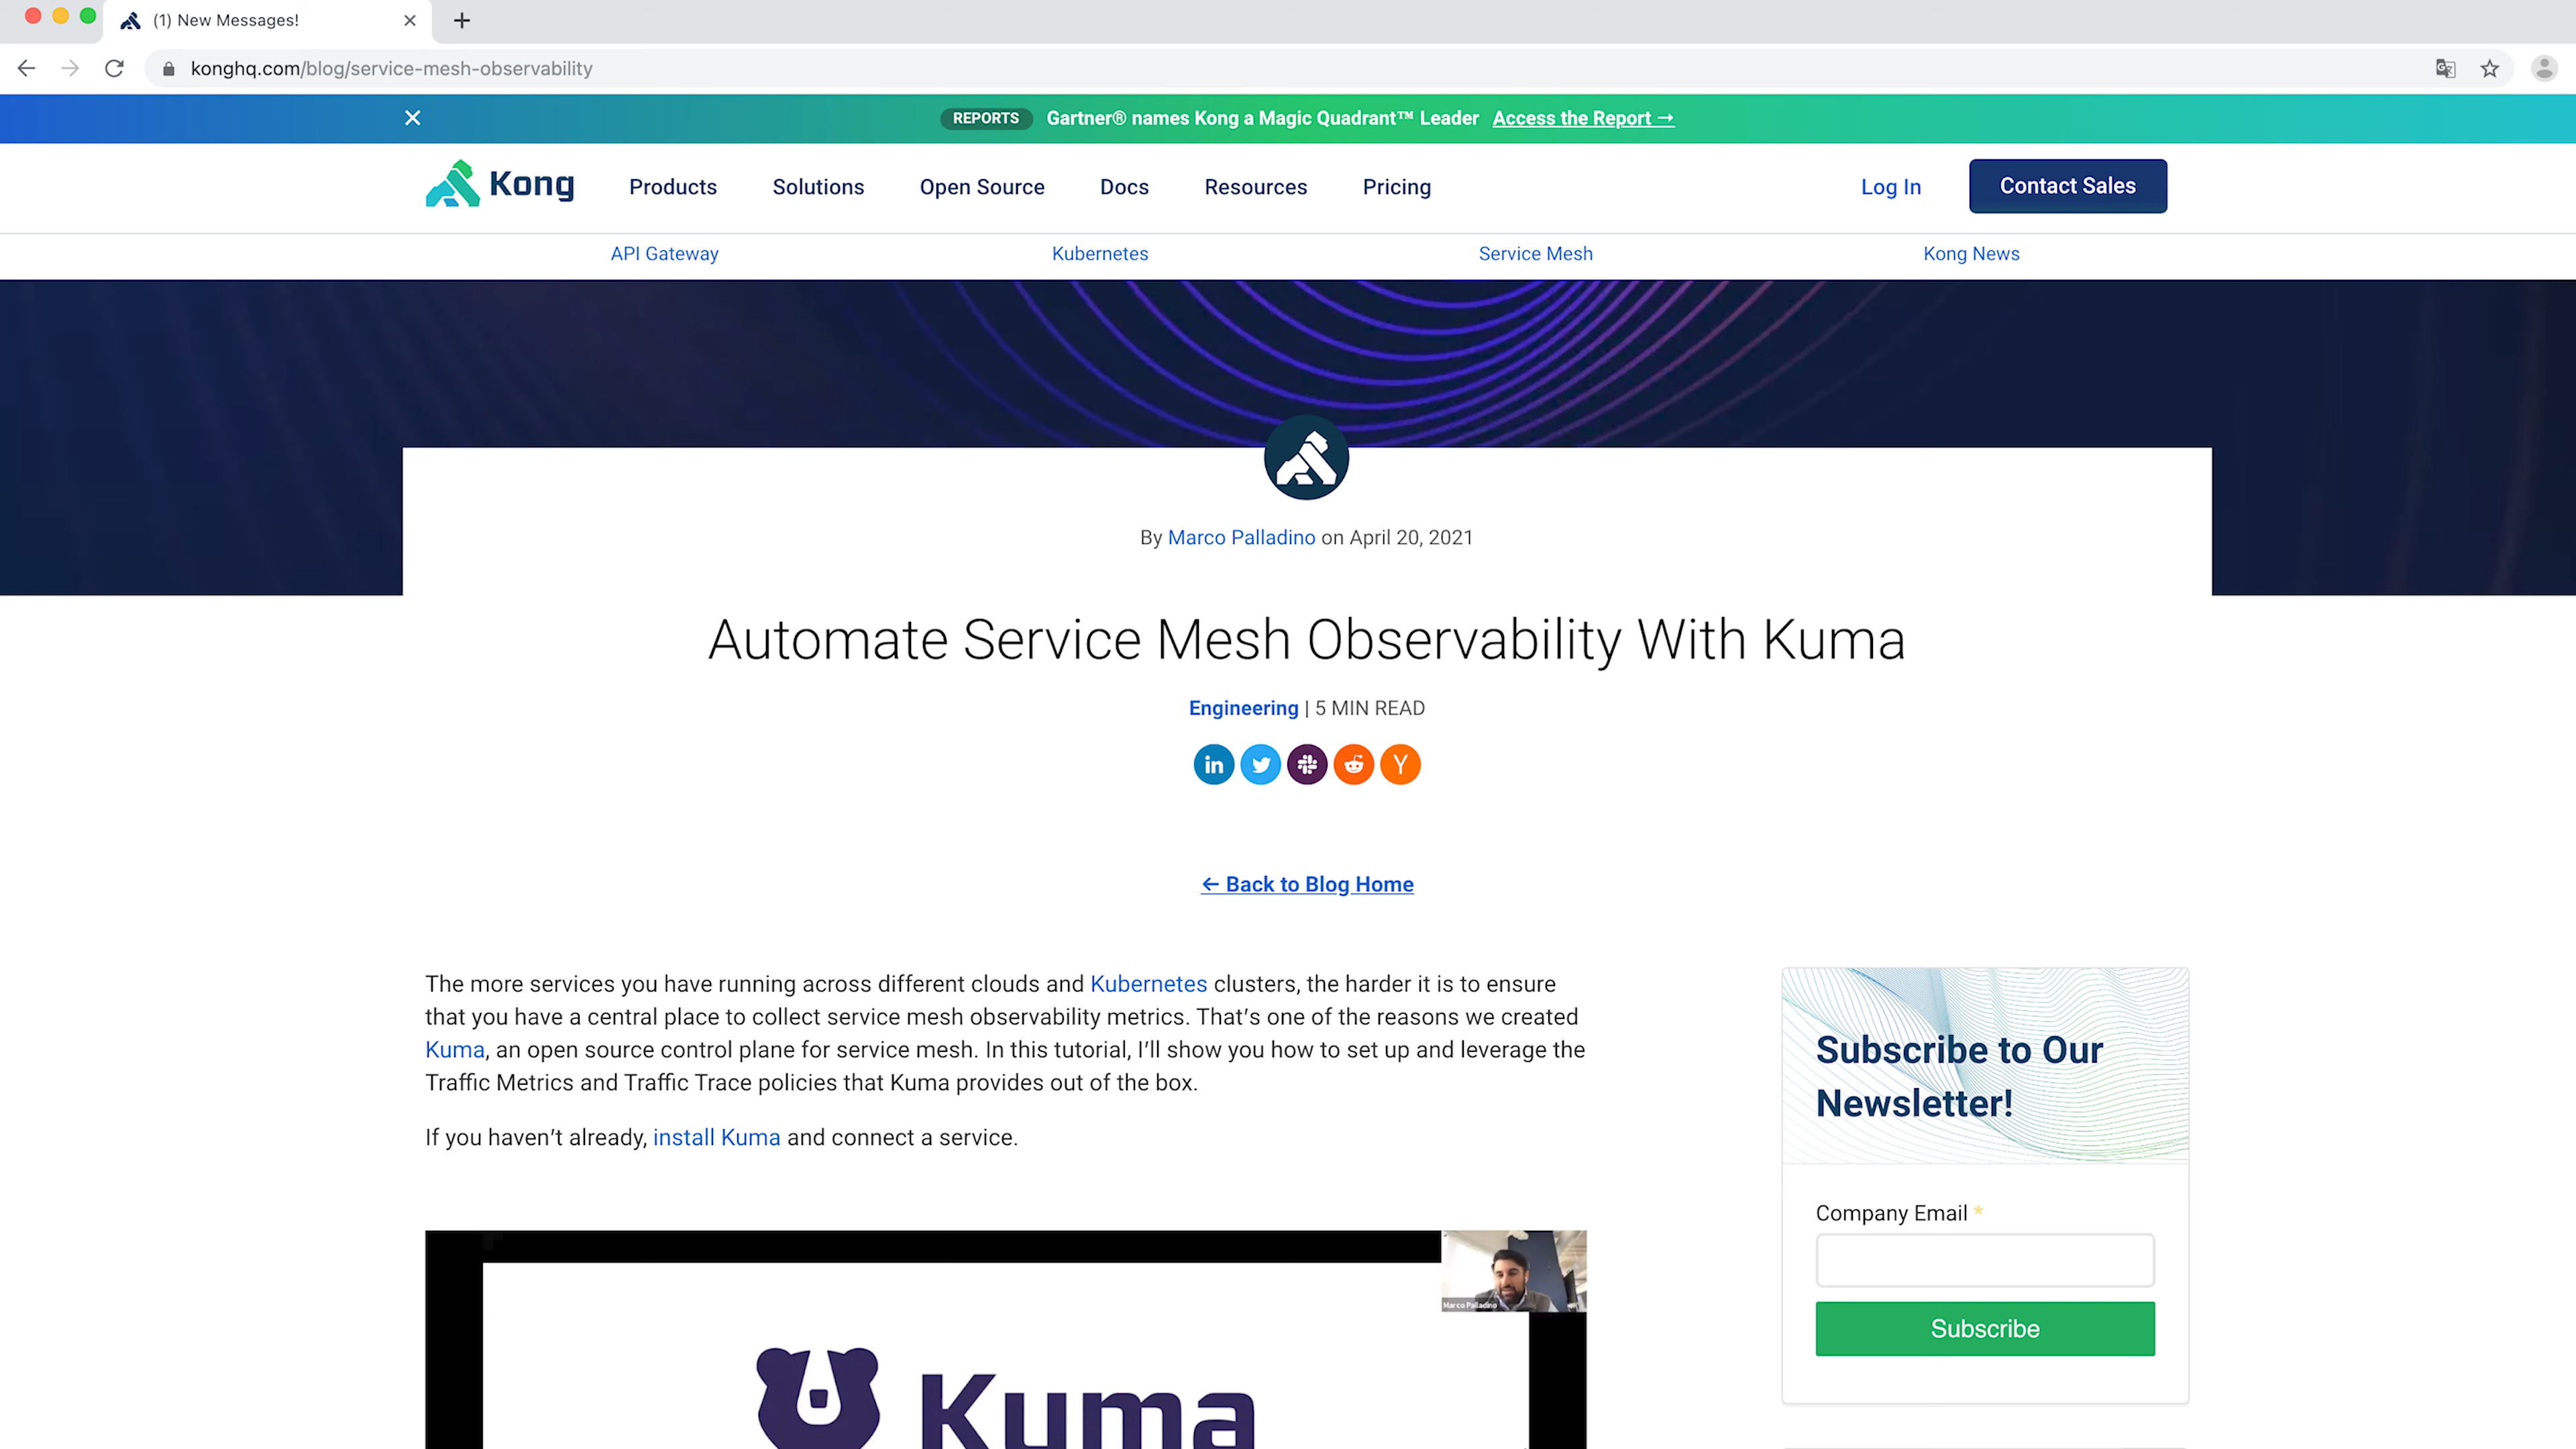 (1) New Messages!
konghq.com/blog/service-mesh-observability
REPORTS Gartner® names Kong a Magic Quadrant™ Leader Access the Report →
Kong Products Solutions Open Source Docs Resources Pricing Log In Contact Sales
API Gateway Kubernetes Service Mesh Kong News
By Marco Palladino on April 20, 2021
Automate Service Mesh Observability With Kuma
Engineering | 5 MIN READ
in Y
← Back to Blog Home
The more services you have running across different clouds and Kubernetes clusters, the harder it is to ensure
that you have a central place to collect service mesh observability metrics. That's one of the reasons we created
Kuma, an open source control plane for service mesh. In this tutorial, I'll show you how to set up and leverage the
Traffic Metrics and Traffic Trace policies that Kuma provides out of the box.
If you haven't already, install Kuma and connect a service.
Marco Palladino
Kuma
Subscribe to Our
Newsletter!
Company Email *
Subscribe